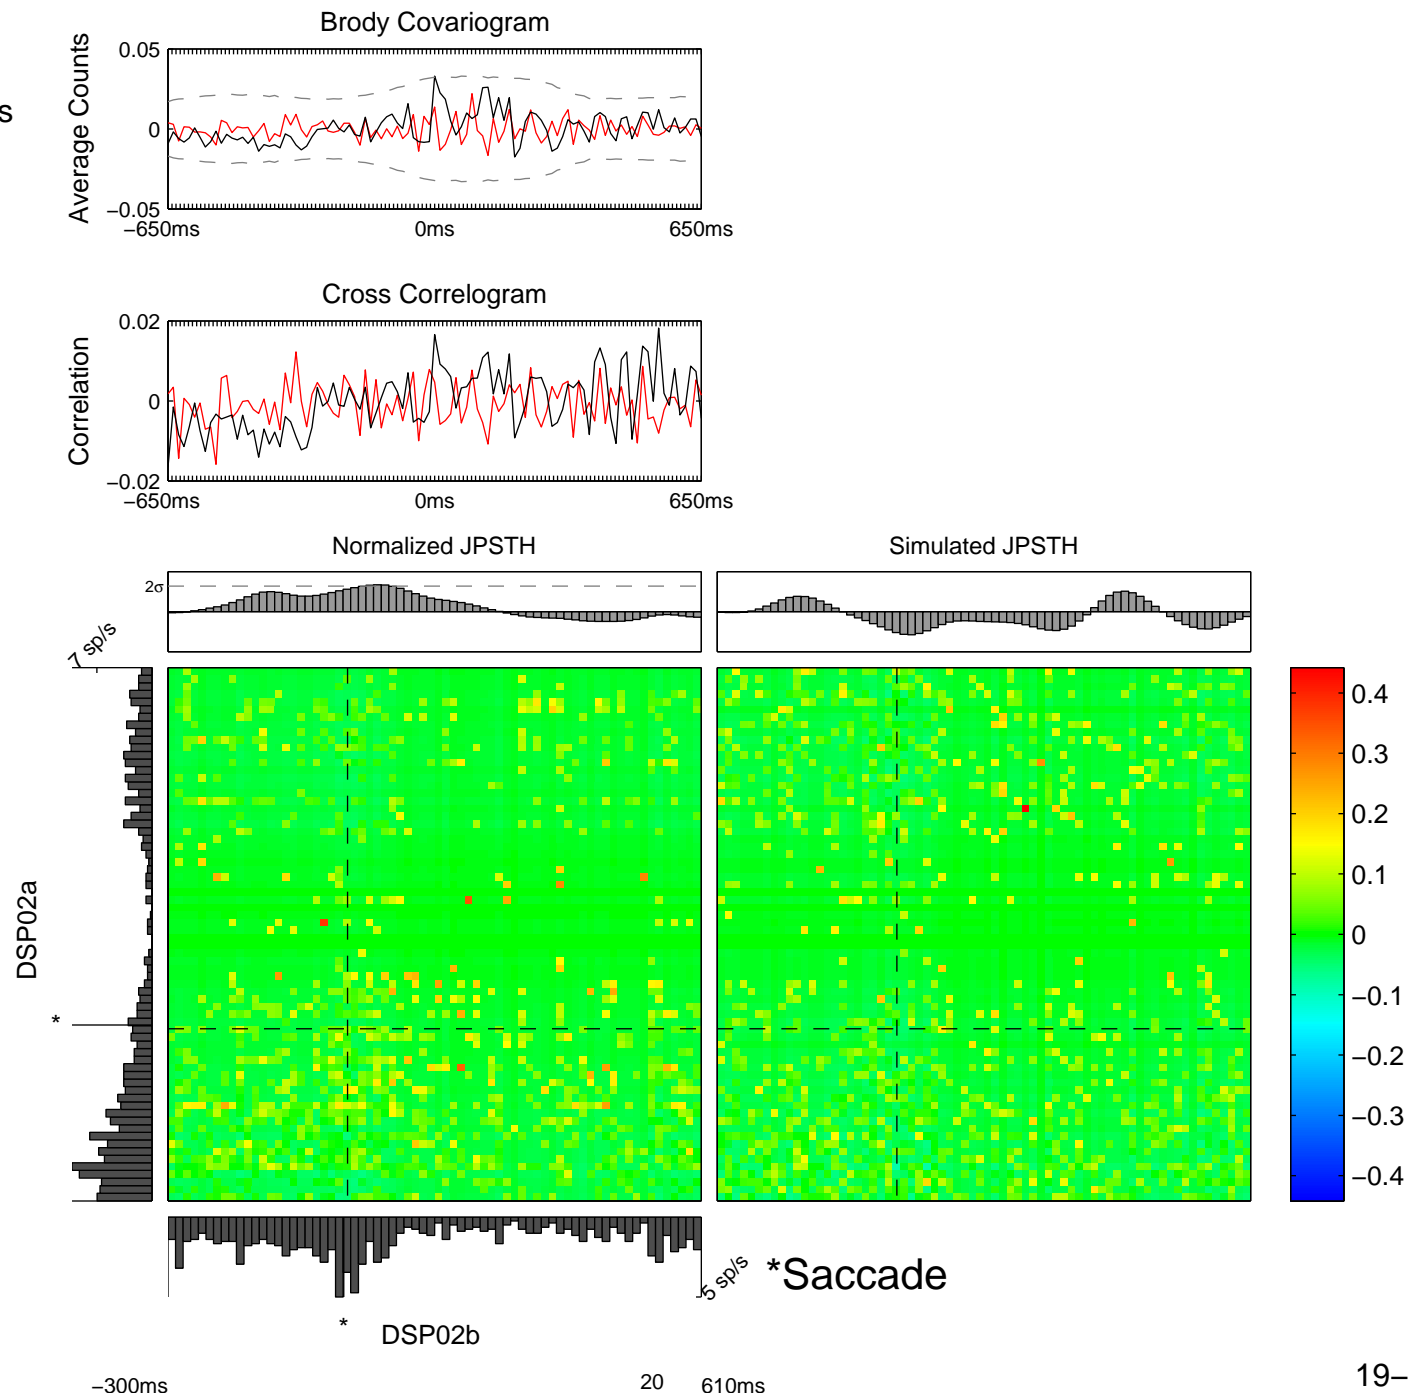 Brody Covariogram
s
Average Counts
0.05
0
−0.05
−650ms
0ms
650ms
Cross Correlogram
Correlation
0.02
0
−0.02
−650ms
0ms
650ms
Normalized JPSTH
Simulated JPSTH
2σ
7 sp/s
DSP02a
*
0.4
0.3
0.2
0.1
0
−0.1
−0.2
−0.3
−0.4
5 sp/s
*Saccade
*
DSP02b
−300ms
20
610ms
19−